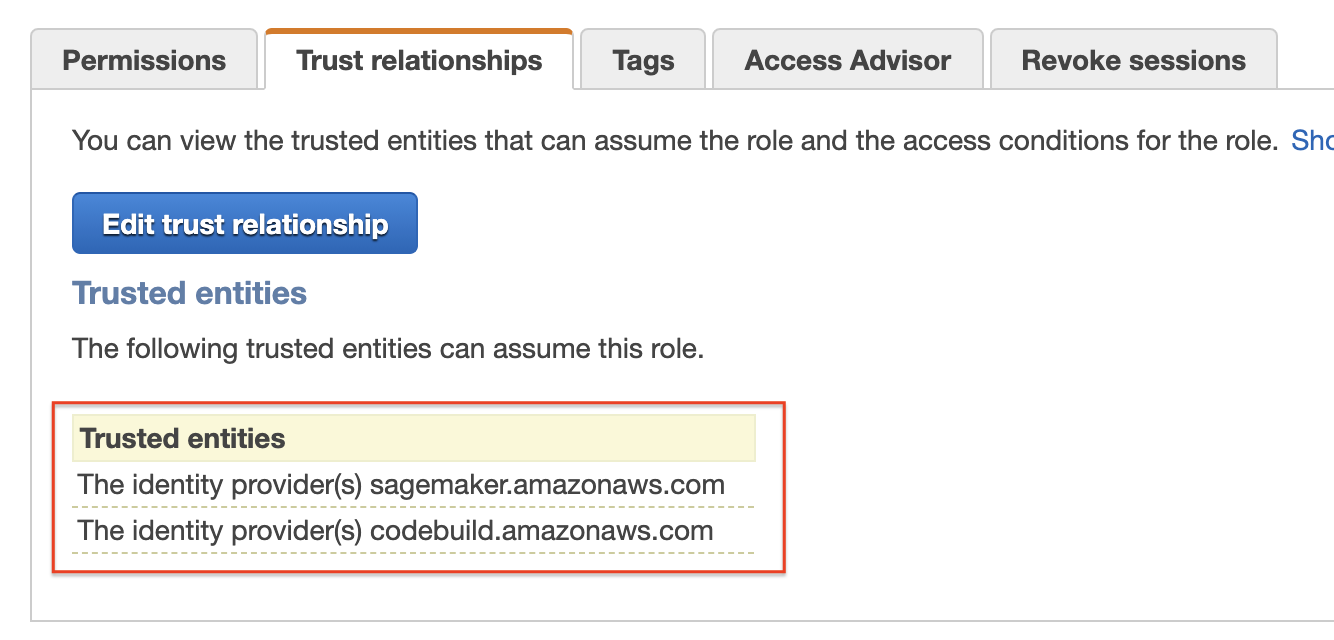 Permissions Trust relationships Tags Access Advisor Revoke sessions
You can view the trusted entities that can assume the role and the access conditions for the role. Sho
Edit trust relationship
Trusted entities
The following trusted entities can assume this role.
Trusted entities
The identity provider(s) sagemaker.amazonaws.com
The identity provider(s) codebuild.amazonaws.com